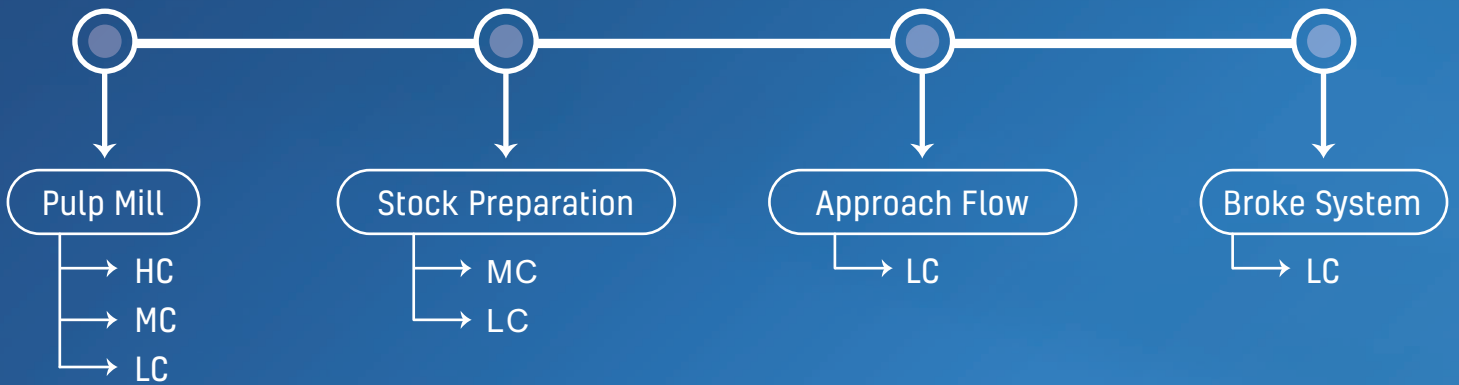 Pulp Mill
HC
MC
LC
Stock Preparation
MC
LC
Approach Flow
LC
Broke System
LC